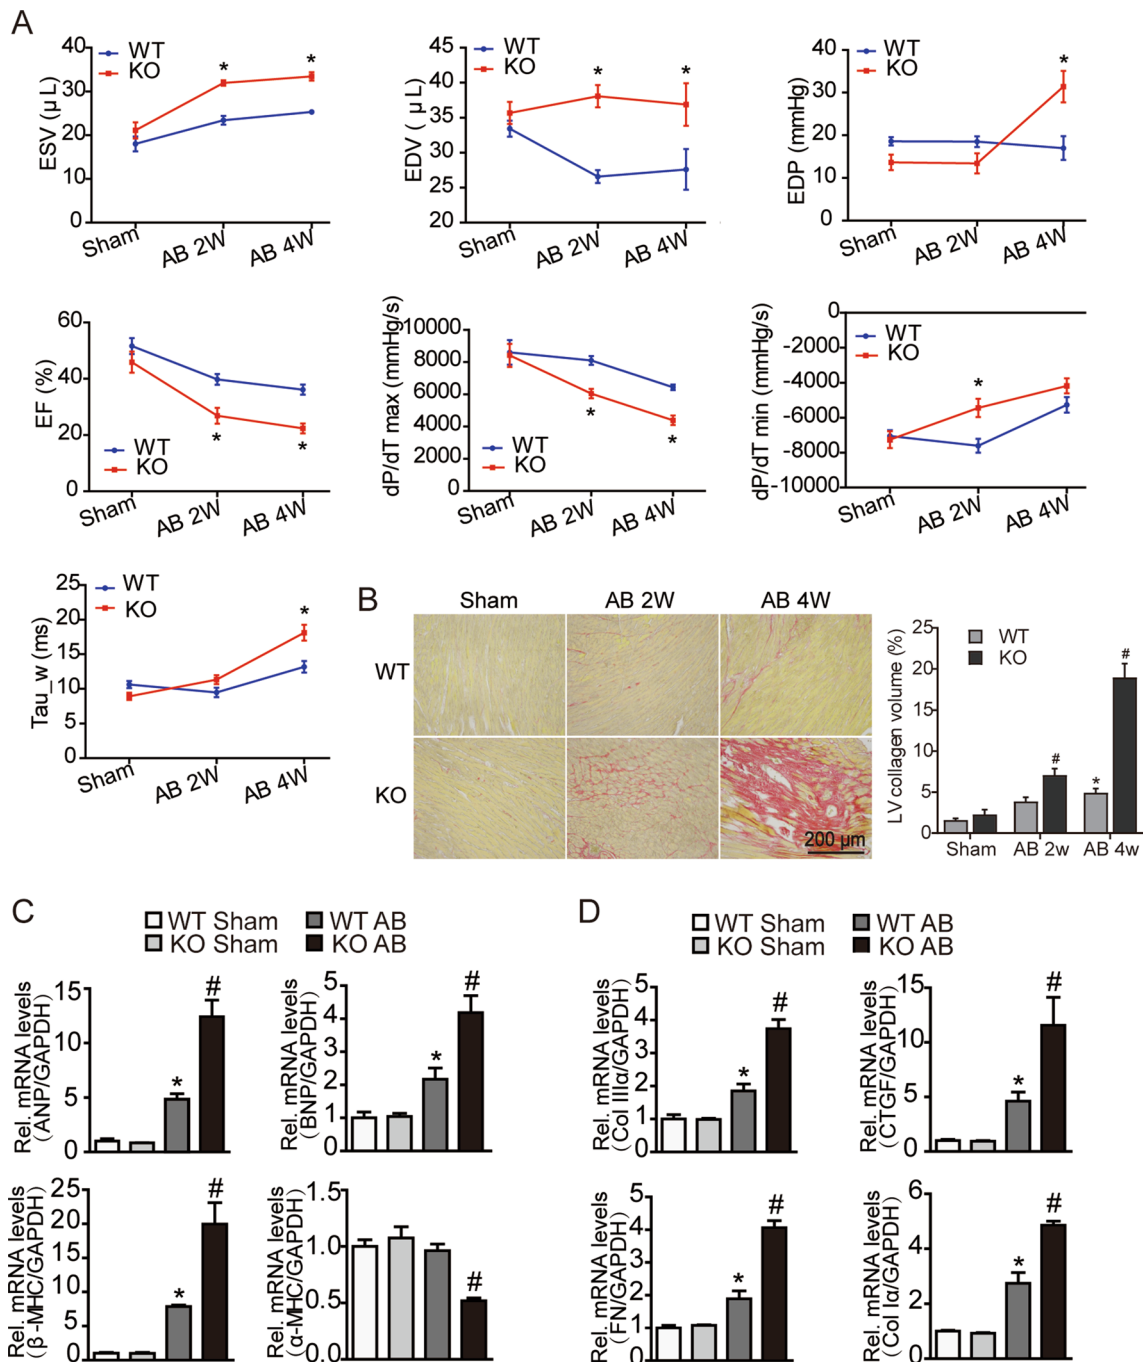 A
ESV (μ L)
40
30
20
10
0
WT
KO
*
*
Sham
AB 2W
AB 4W
EDV ( μ L)
45
40
35
30
25
20
WT
KO
*
*
Sham
AB 2W
AB 4W
EDP (mmHg)
40
30
20
10
0
WT
KO
*
Sham
AB 2W
AB 4W
EF (%)
60
40
20
0
WT
KO
*
*
Sham
AB 2W
AB 4W
dP/dT max (mmHg/s)
10000
8000
6000
4000
2000
0
WT
KO
*
*
Sham
AB 2W
AB 4W
dP/dT min (mmHg/s)
0
-2000
-4000
-6000
-8000
-10000
WT
KO
*
Sham
AB 2W
AB 4W
Tau_w (ms)
25
20
15
10
5
0
WT
KO
*
Sham
AB 2W
AB 4W
B
Sham
AB 2W
AB 4W
WT
KO
200 μm
LV collagen volume (%)
25
20
15
10
5
0
WT
KO
#
*
#
Sham
AB 2w
AB 4w
C
WT Sham
WT AB
KO Sham
KO AB
Rel. mRNA levels
(ANP/GAPDH)
15
10
5
0
*
#
Rel. mRNA levels
(BNP/GAPDH)
5
4
3
2
1
0
*
#
Rel. mRNA levels
(β-MHC/GAPDH)
25
20
15
10
5
0
*
#
Rel. mRNA levels
(α-MHC/GAPDH)
1.5
1.0
0.5
0.0
#
D
WT Sham
WT AB
KO Sham
KO AB
Rel. mRNA levels
(Col IIIα/GAPDH)
5
4
3
2
1
0
*
#
Rel. mRNA levels
(CTGF/GAPDH)
15
10
5
0
*
#
Rel. mRNA levels
(FN/GAPDH)
5
4
3
2
1
0
*
#
Rel. mRNA levels
(Col Iα/GAPDH)
6
4
2
0
*
#